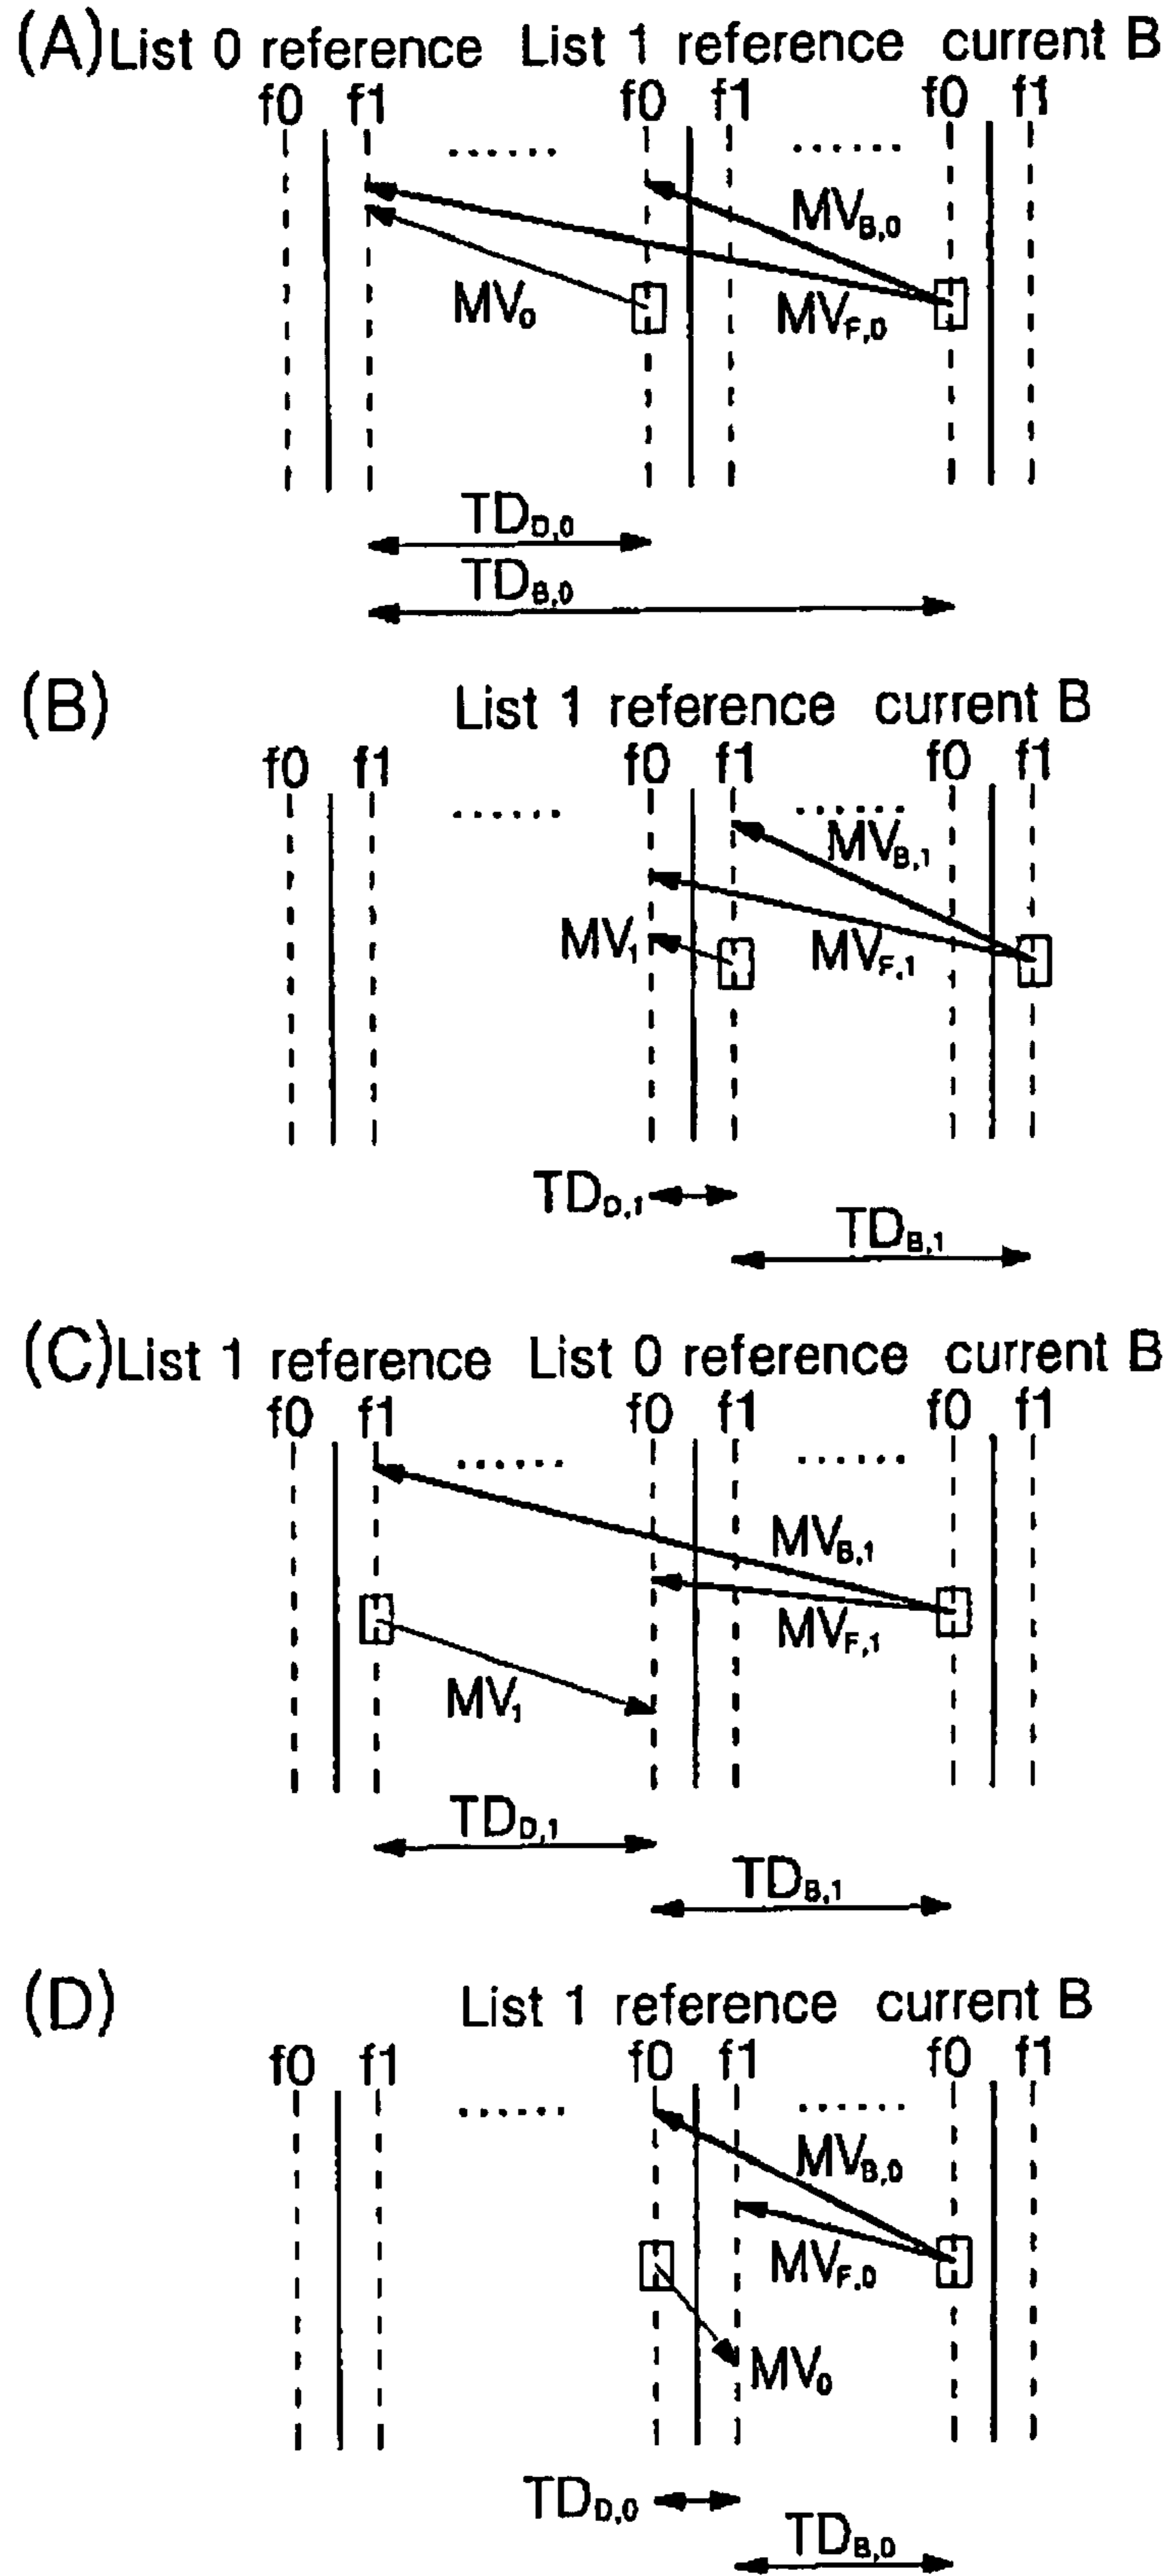 (A) List 0 reference List 1 reference current B
f0 f1 f0 f1 f0 f1
......
......
MV_B,0
MV_0
MV_F,0
TD_D,0
TD_B,0
(B)
List 1 reference current B
f0 f1 f0 f1 f0 f1
......
......
MV_B,1
MV_1
MV_F,1
TD_D,1
TD_B,1
(C) List 1 reference List 0 reference current B
f0 f1 f0 f1 f0 f1
......
......
MV_B,1
MV_F,1
MV_1
TD_D,1
TD_B,1
(D)
List 1 reference current B
f0 f1 f0 f1 f0 f1
......
......
MV_B,0
MV_F,0
MV_0
TD_D,0
TD_B,0